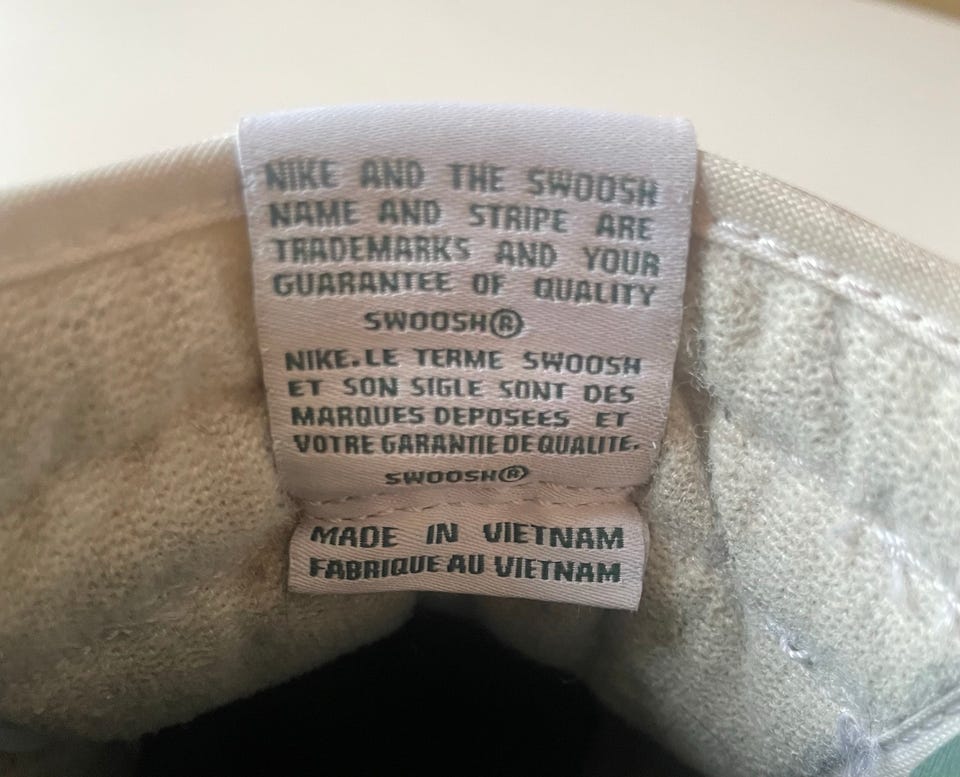 NIKE AND THE SWOOSH
NAME AND STRIPE ARE
TRADEMARKS AND YOUR
GUARANTEE OF QUALITY
SWOOSH®
NIKE.LE TERME SWOOSH
ET SON SIGLE SONT DES
MARQUES DEPOSEES ET
VOTRE GARANTIE DE QUALITE.
SWOOSH®
MADE IN VIETNAM
FABRIQUE AU VIETNAM